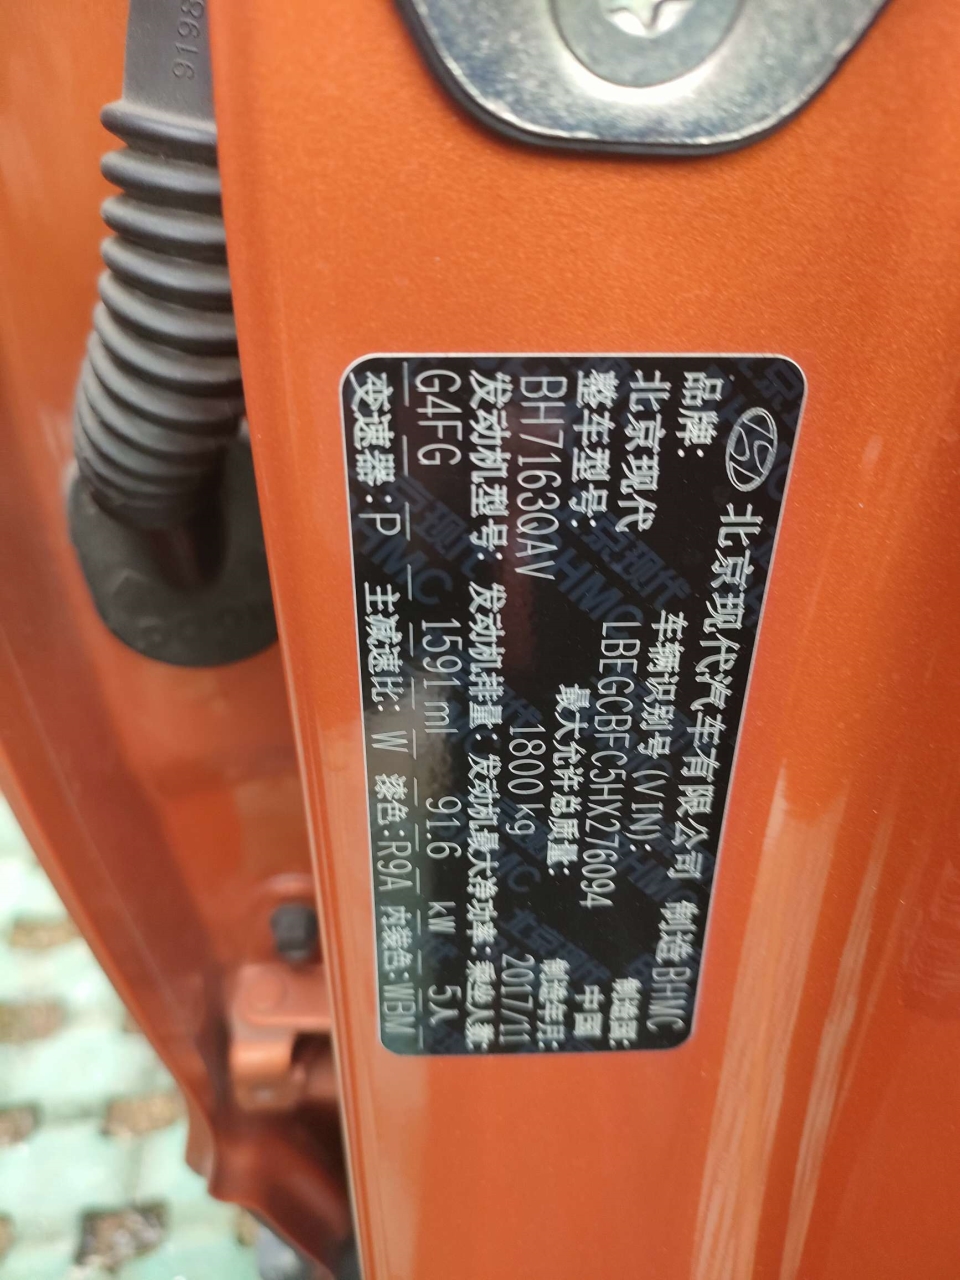 9198
北京现代汽车有限公司 制造 BHMC
品牌: 车辆识别号(VIN): 制造国:
北京现代 LBEGCBFC5HX276094 中国
整车型号: 最大允许总质量: 制造年月:
BH7163QAV 1800kg 2017/11
发动机型号: 发动机排量: 发动机最大净功率: 乘坐人数:
G4FG 1591ml 91.6 kW 5人
变速器:P 主减速比: W 漆色:R9A 内装色:WBM